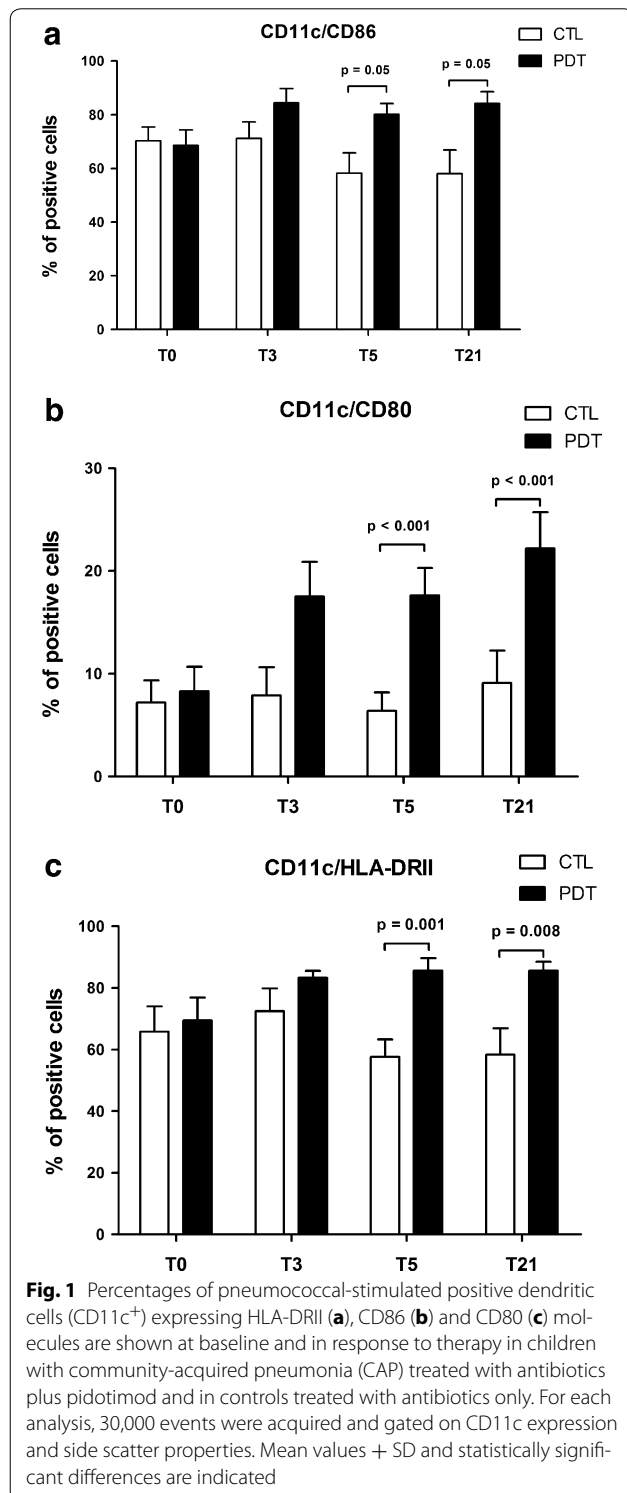 a
CD11c/CD86
CTL
PDT
p = 0.05
p = 0.05
% of positive cells
100
80
60
40
20
0
T0
T3
T5
T21
b
CD11c/CD80
CTL
PDT
p < 0.001
p < 0.001
% of positive cells
30
20
10
0
T0
T3
T5
T21
c
CD11c/HLA-DRII
CTL
PDT
p = 0.001
p = 0.008
% of positive cells
100
80
60
40
20
0
T0
T3
T5
T21
Fig. 1 Percentages of pneumococcal-stimulated positive dendritic
cells (CD11c+) expressing HLA-DRII (a), CD86 (b) and CD80 (c) mol-
ecules are shown at baseline and in response to therapy in children
with community-acquired pneumonia (CAP) treated with antibiotics
plus pidotimod and in controls treated with antibiotics only. For each
analysis, 30,000 events were acquired and gated on CD11c expression
and side scatter properties. Mean values + SD and statistically signifi-
cant differences are indicated